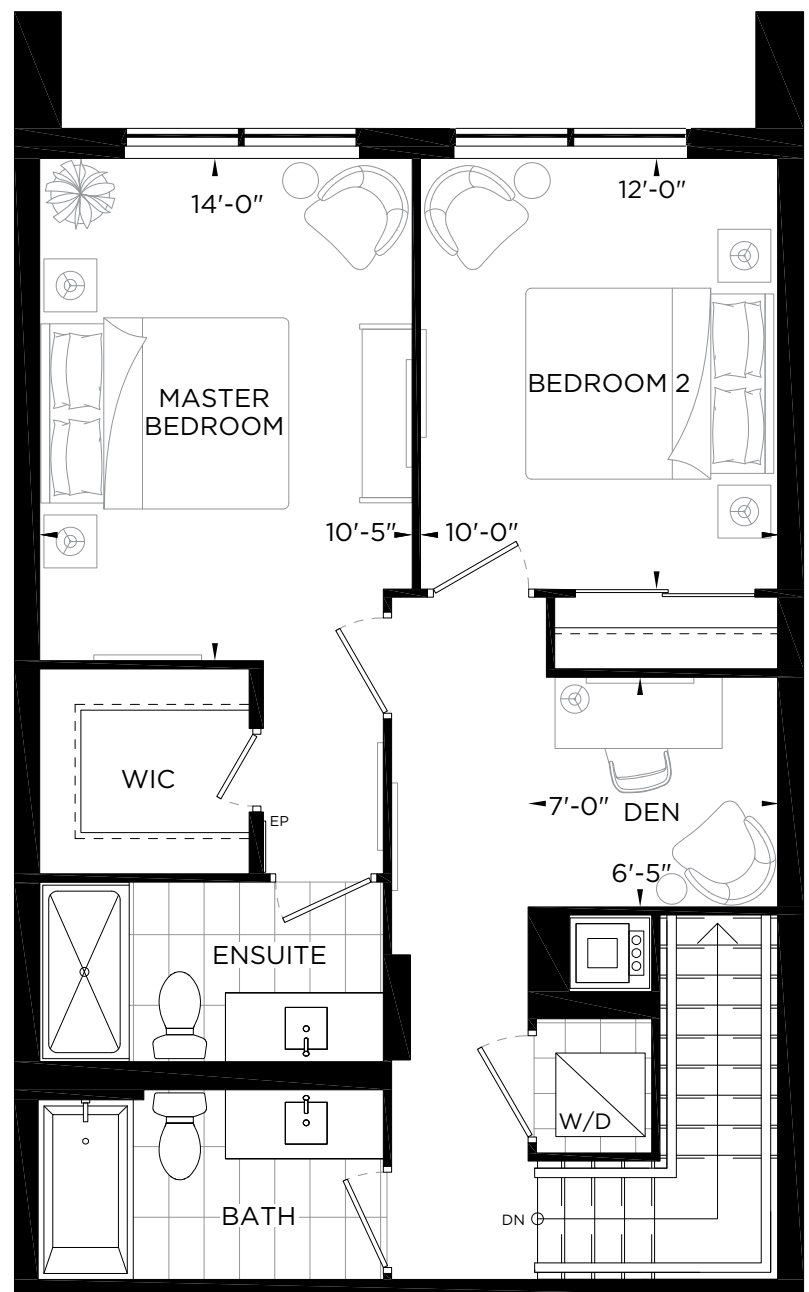 14'-0"
12'-0"
MASTER
BEDROOM
BEDROOM 2
10'-5"
10'-0"
WIC
EP
7'-0"
DEN
6'-5"
ENSUITE
W/D
BATH
DN